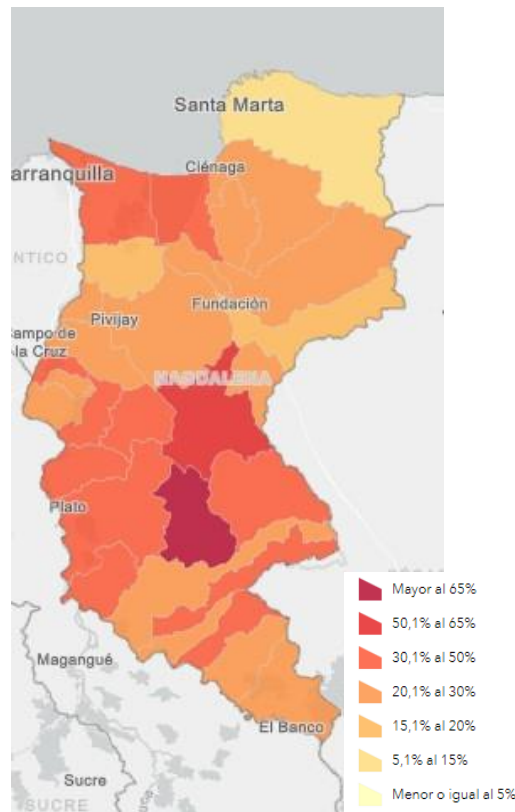 Santa Marta
Ciénaga
arranquilla
NTICO
Fundación
Pivijay
Campo de
la Cruz
MAGDALENA
Plato
Mayor al 65%
50,1% al 65%
30,1% al 50%
20,1% al 30%
15,1% al 20%
5,1% al 15%
Menor o igual al 5%
Magangué
El Banco
Sucre
SUCRE